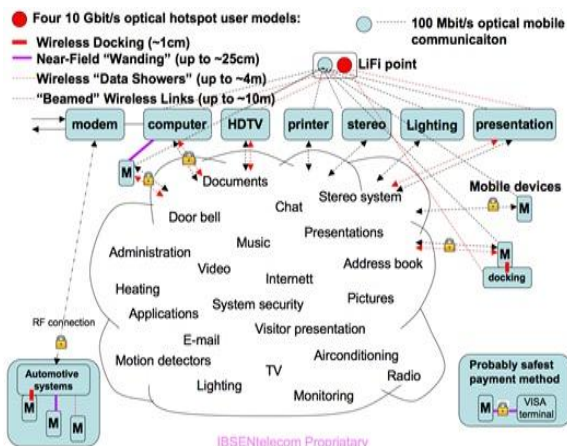 Four 10 Gbit/s optical hotspot user models:
Wireless Docking (~1cm)
Near-Field “Wanding” (up to ~25cm)
Wireless “Data Showers” (up to ~4m)
“Beamed” Wireless Links (up to ~10m)
100 Mbit/s optical mobile
communicaiton
LiFi point
modem
computer
HDTV
printer
stereo
Lighting
presentation
M
Documents
Stereo system
Mobile devices
Chat
M
Door bell
Presentations
Music
Administration
M
Video
Address book
docking
Internett
Heating
Pictures
System security
Applications
RF connection
Visitor presentation
E-mail
Airconditioning
Motion detectors
TV
Radio
Lighting
Monitoring
Automotive
systems
M
M
M
Probably safest
payment method
M
VISA
terminal
IBSENtelecom Propriatary